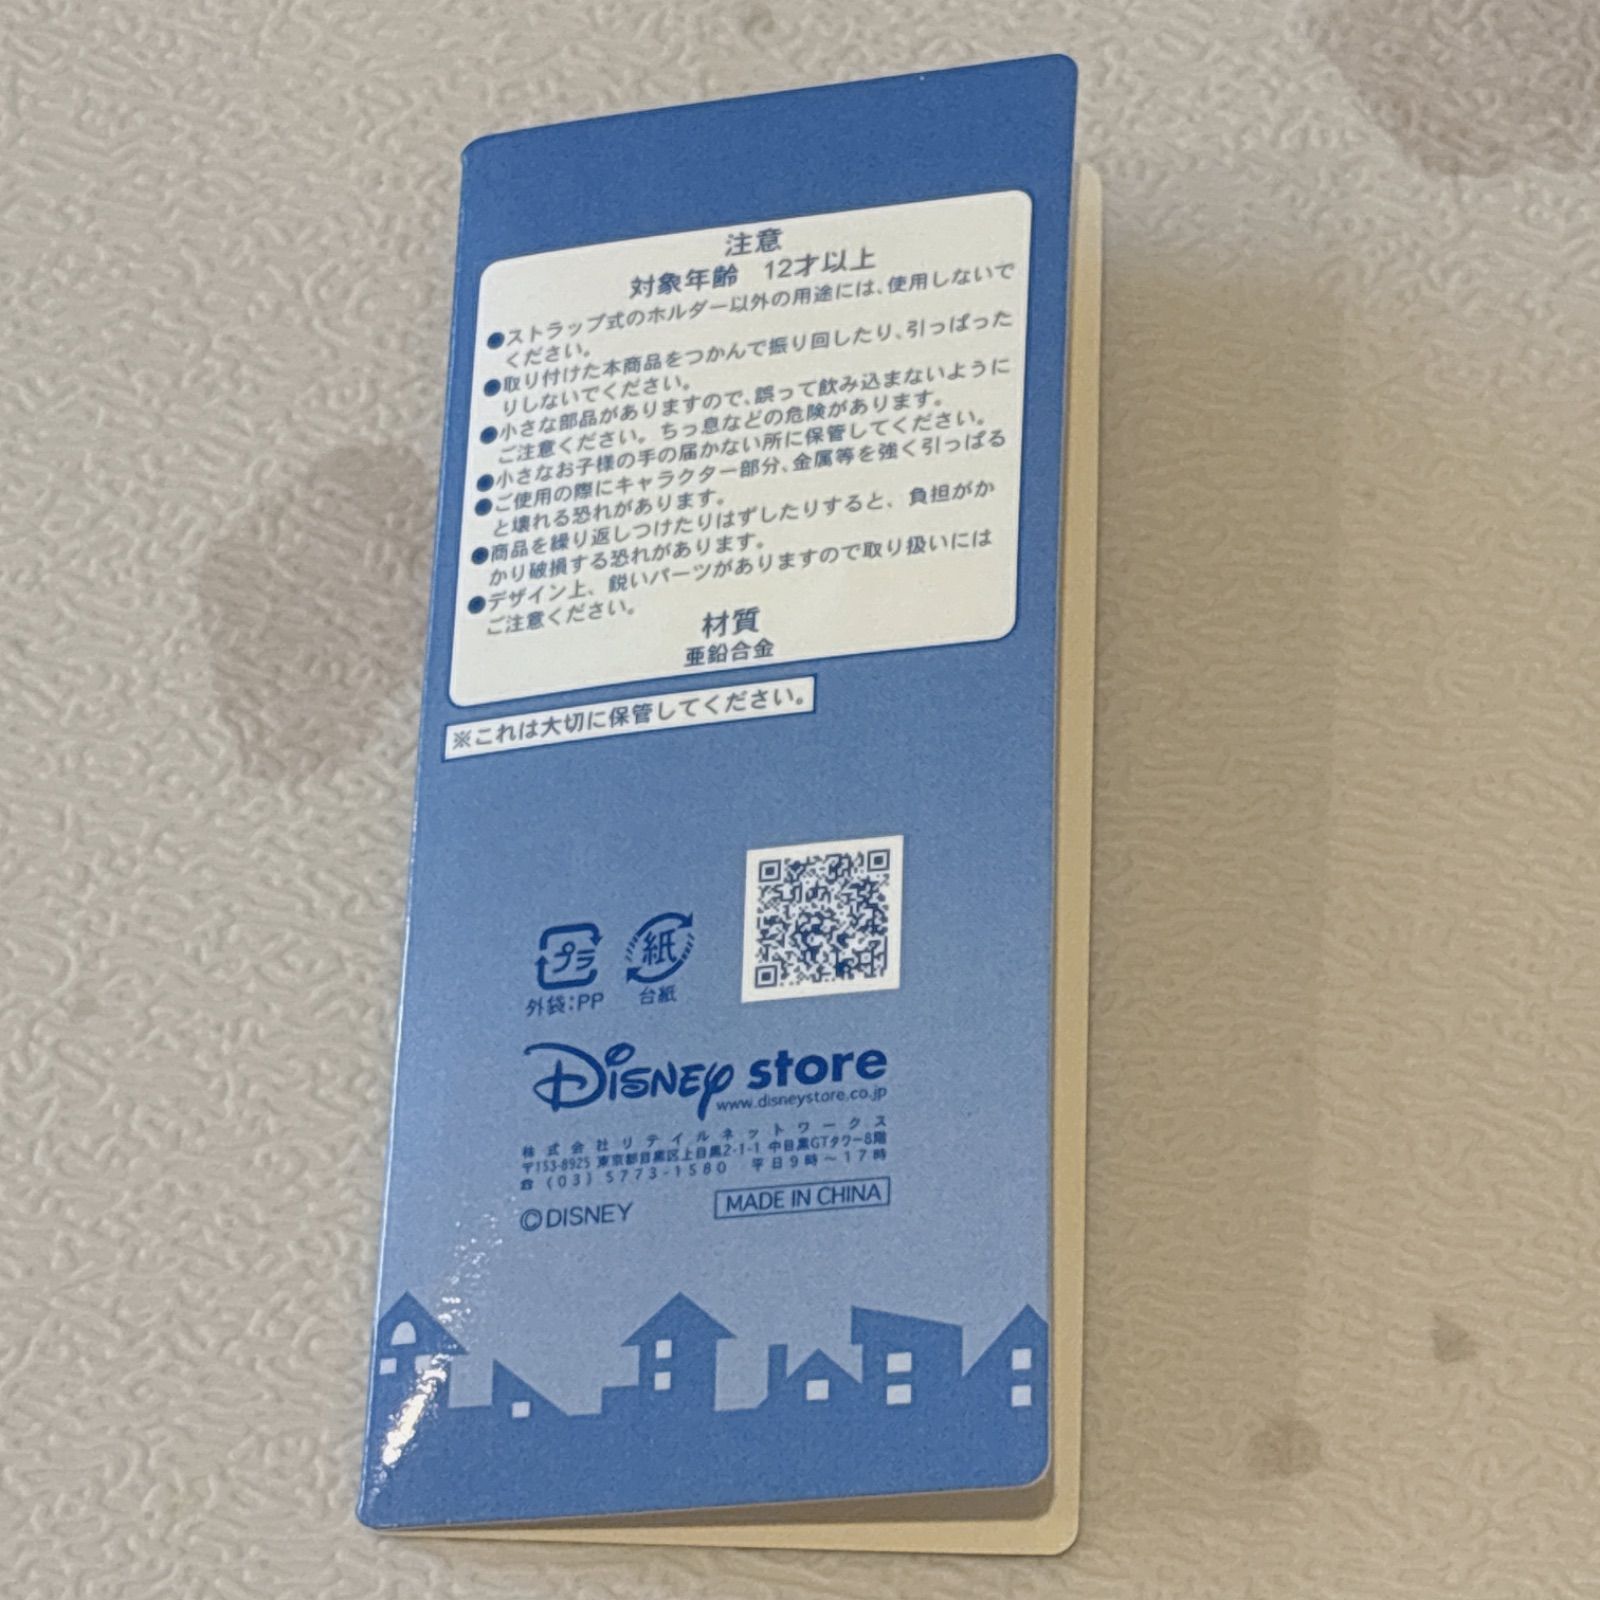 注意
対象年齢　12才以上
●ストラップ式のホルダー以外の用途には、使用しないで
ください。
●取り付けた本商品をつかんで振り回したり、引っぱった
りしないでください。
●小さな部品がありますので、誤って飲み込まないように
ご注意ください。ちっ息などの危険があります。
●小さなお子様の手の届かない所に保管してください。
●ご使用の際にキャラクター部分、金属等を強く引っぱる
と壊れる恐れがあります。
●商品を繰り返しつけたりはずしたりすると、負担がか
かり破損する恐れがあります。
●デザイン上、鋭いパーツがありますので取り扱いには
ご注意ください。
材質
亜鉛合金
※これは大切に保管してください。
プラ 紙
外袋:PP 台紙
Disney store
www.disneystore.co.jp
株式会社リテイルネットワークス
〒153-8925 東京都目黒区上目黒2-1-1 中目黒GTタワー8階
☎(03)5773-1580　平日9時～17時
©DISNEY MADE IN CHINA